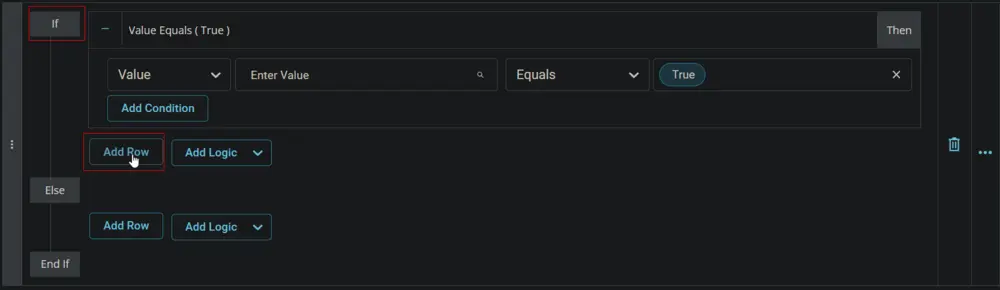 If
Value Equals ( True )
Then
Value
Enter Value
Equals
True
Add Condition
Add Row
Add Logic
Else
Add Row
Add Logic
End If